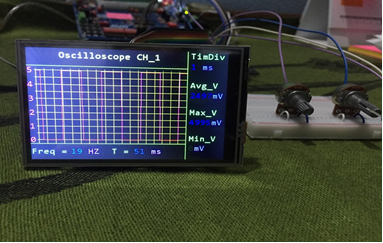 Oscilloscope CH_1
TimDiv
ms
Avg_V
mV
Max_V
mV
Min_V
mV
5
4
3
2
1
0
Freq = 19 HZ T = 51 ms